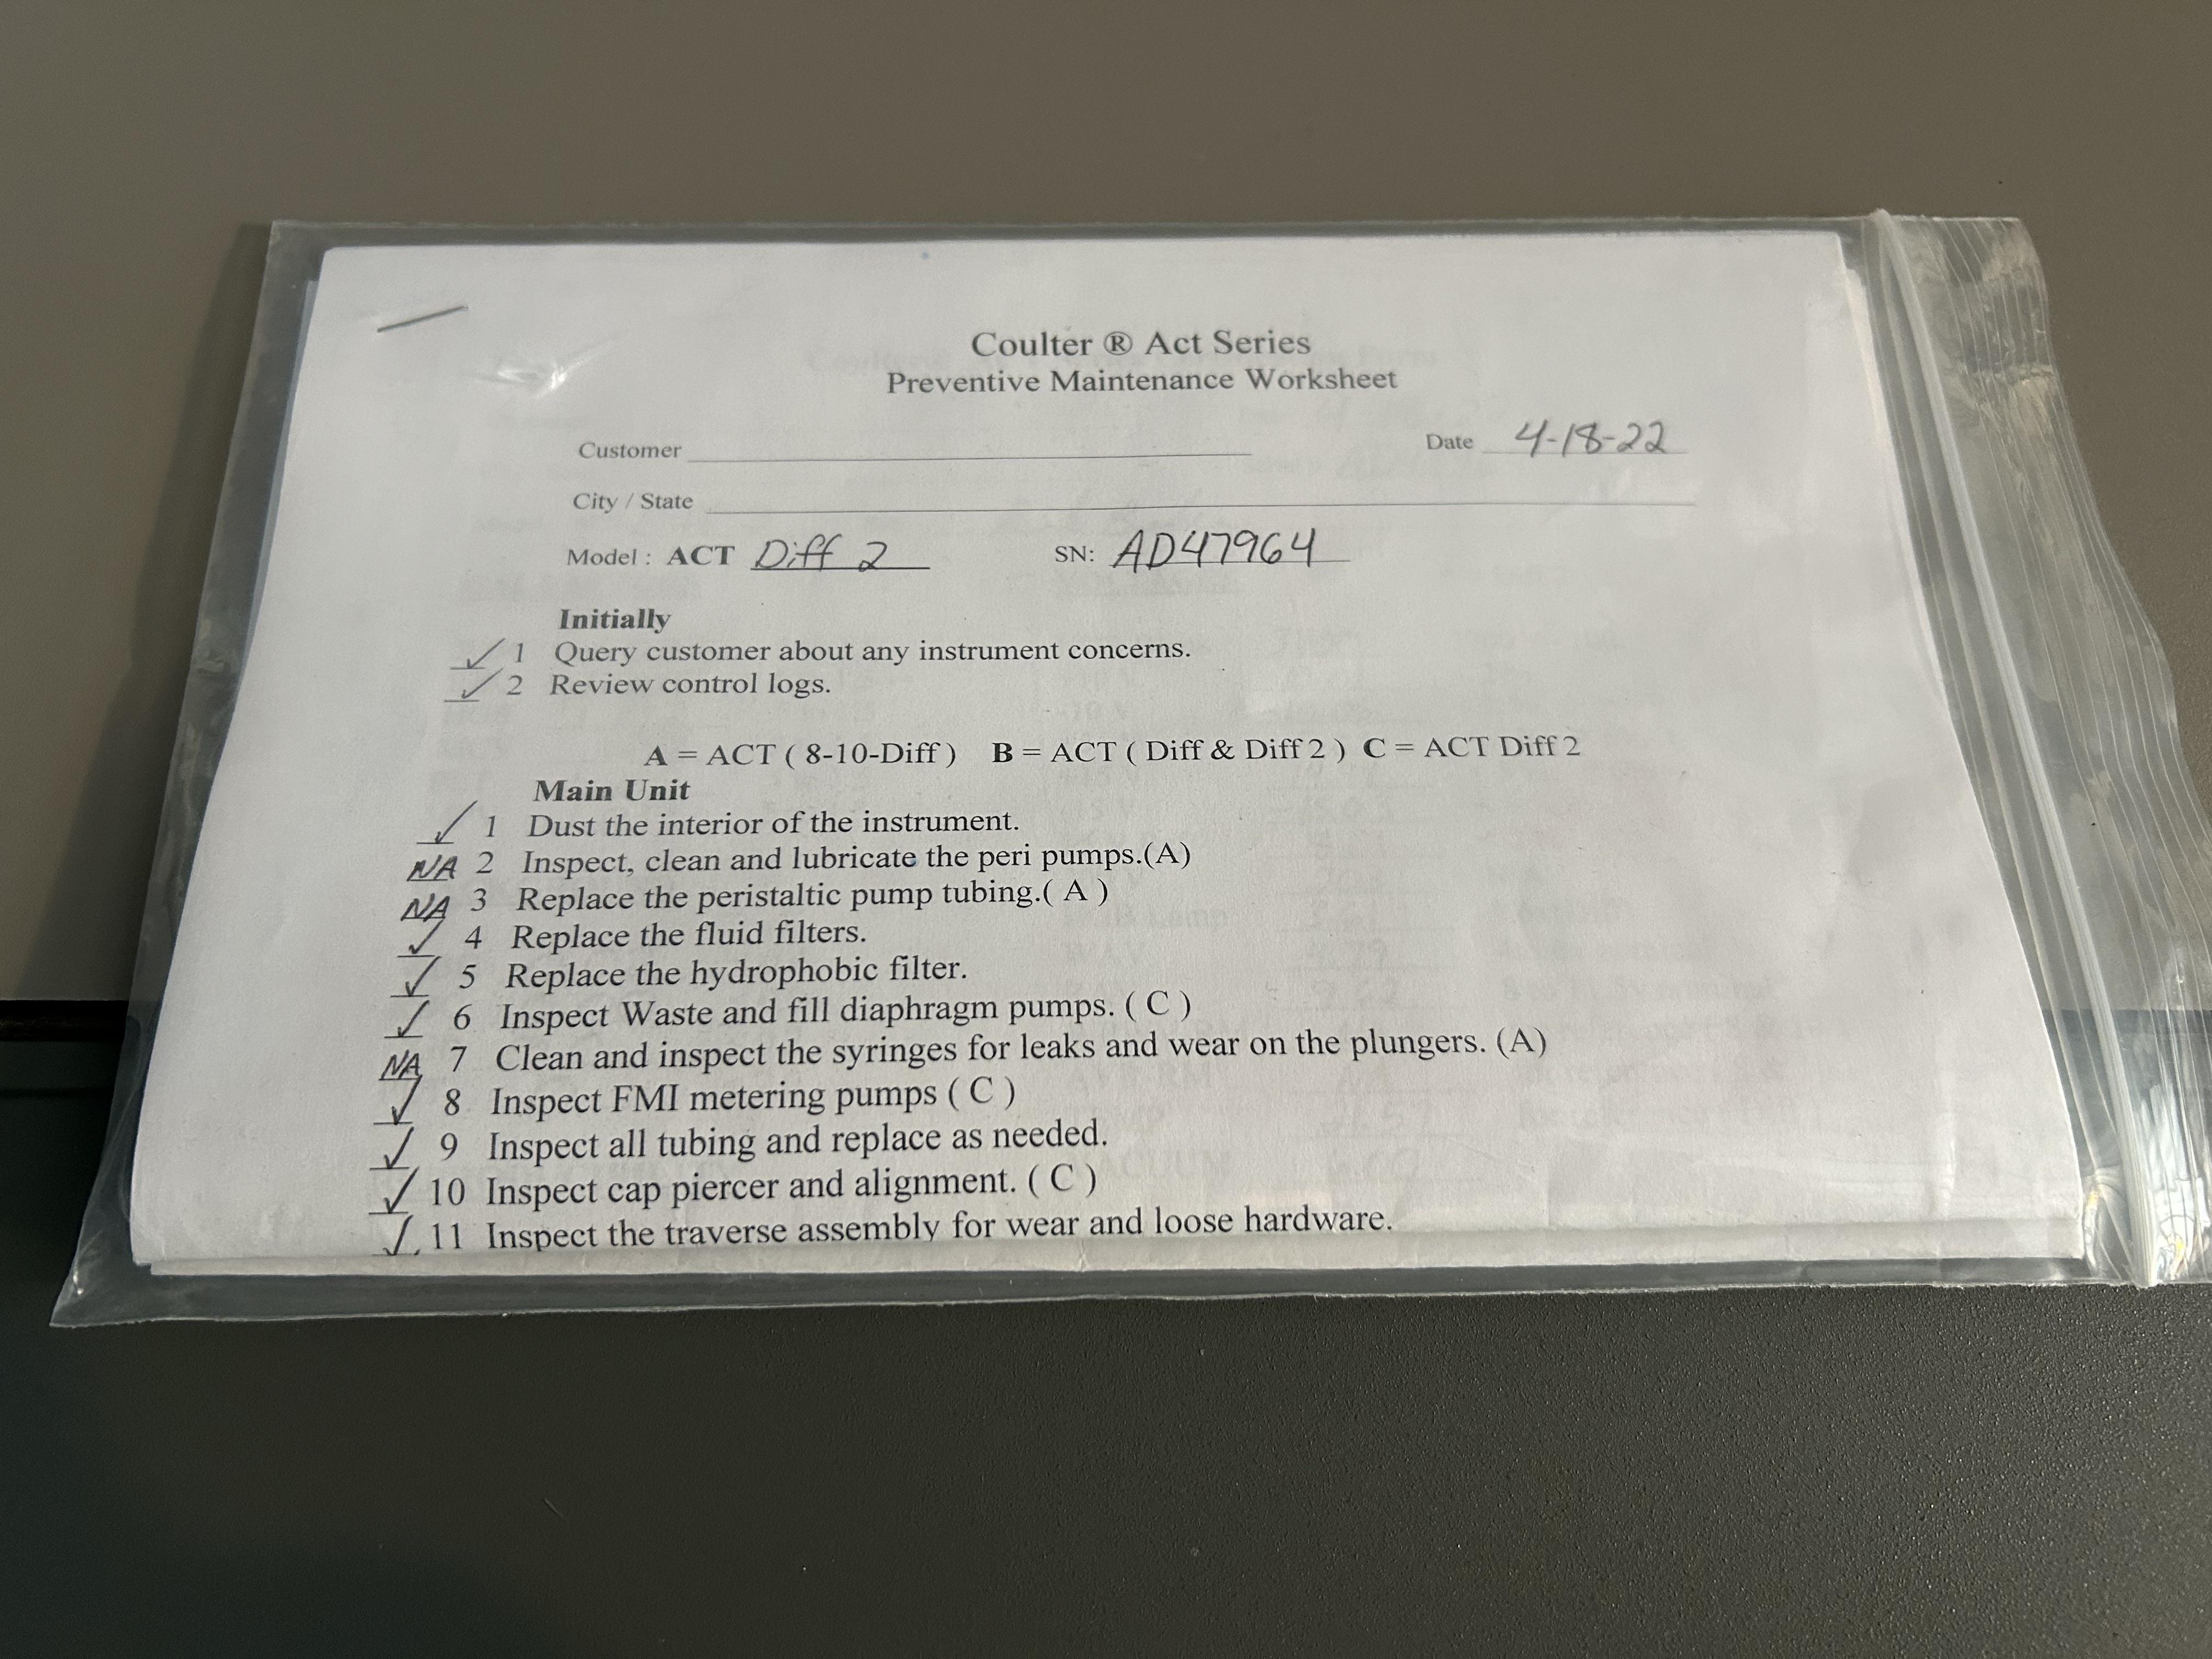 Coulter ® Act Series
Preventive Maintenance Worksheet
Customer Date 4-18-22
City / State
Model : ACT Diff 2 SN: AD47964
Initially
✓ 1 Query customer about any instrument concerns.
✓ 2 Review control logs.
A = ACT ( 8-10-Diff ) B = ACT ( Diff & Diff 2 ) C = ACT Diff 2
Main Unit
✓ 1 Dust the interior of the instrument.
NA 2 Inspect, clean and lubricate the peri pumps.(A)
NA 3 Replace the peristaltic pump tubing.( A )
✓ 4 Replace the fluid filters.
✓ 5 Replace the hydrophobic filter.
✓ 6 Inspect Waste and fill diaphragm pumps. ( C )
NA 7 Clean and inspect the syringes for leaks and wear on the plungers. (A)
✓ 8 Inspect FMI metering pumps ( C )
✓ 9 Inspect all tubing and replace as needed.
✓ 10 Inspect cap piercer and alignment. ( C )
✓ 11 Inspect the traverse assembly for wear and loose hardware.